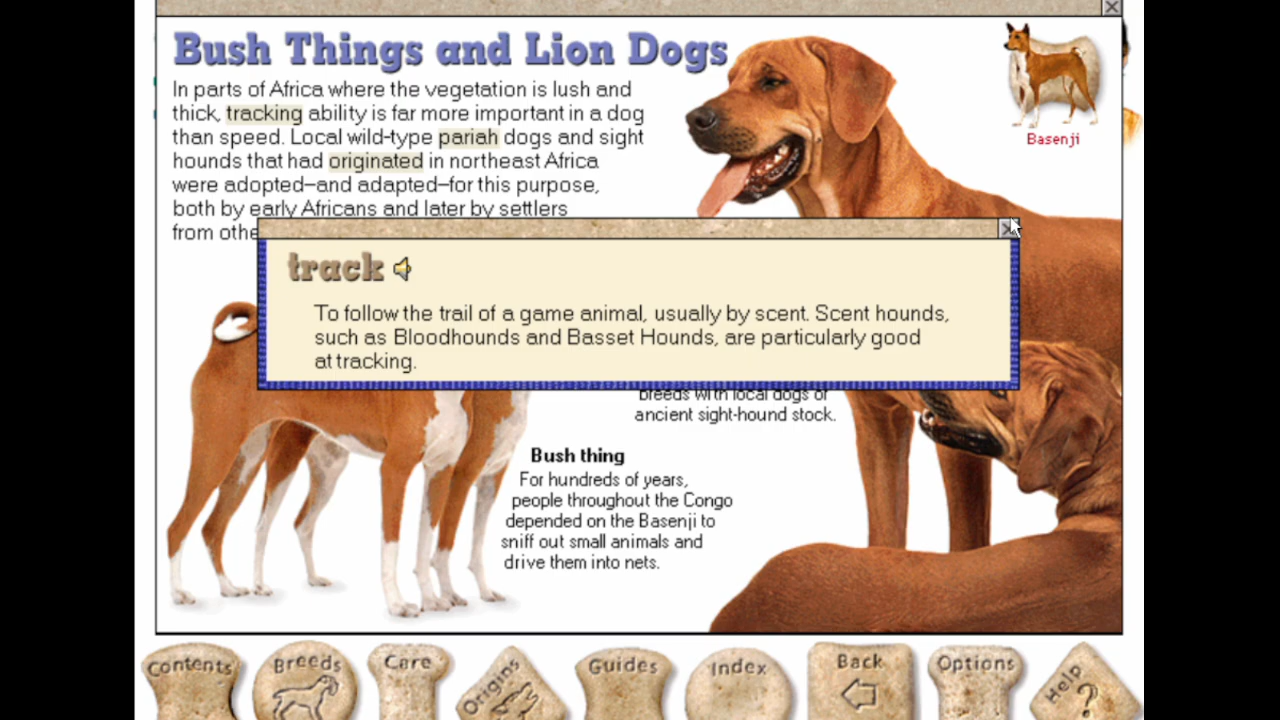 Bush Things and Lion Dogs
In parts of Africa where the vegetation is lush and
thick, tracking ability is far more important in a dog
than speed. Local wild-type pariah dogs and sight
hounds that had originated in northeast Africa
were adopted–and adapted–for this purpose,
both by early Africans and later by settlers
from othe
Basenji
track
To follow the trail of a game animal, usually by scent. Scent hounds,
such as Bloodhounds and Basset Hounds, are particularly good
at tracking.
breeds with local dogs of
ancient sight-hound stock.
Bush thing
For hundreds of years,
people throughout the Congo
depended on the Basenji to
sniff out small animals and
drive them into nets.
Contents
Breeds
Care
Origins
Guides
Index
Back
Options
Help
?